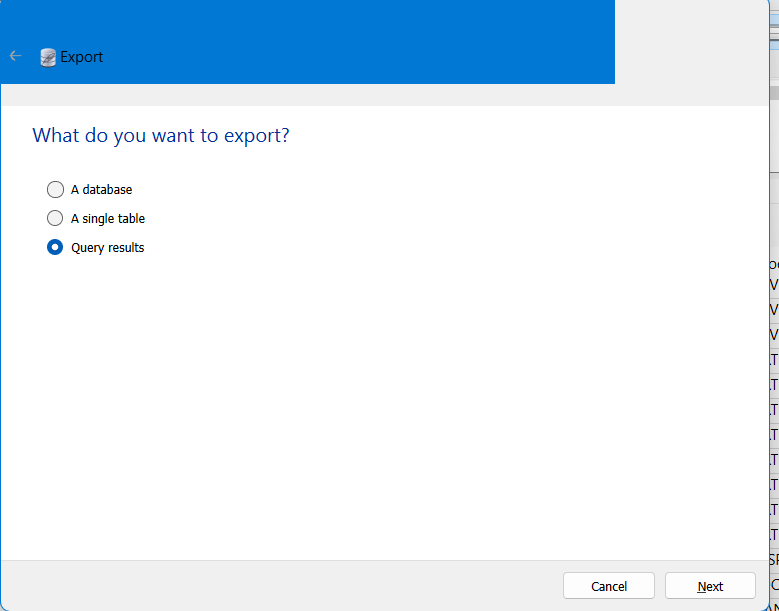 Export
What do you want to export?
A database
A single table
Query results
Cancel
Next